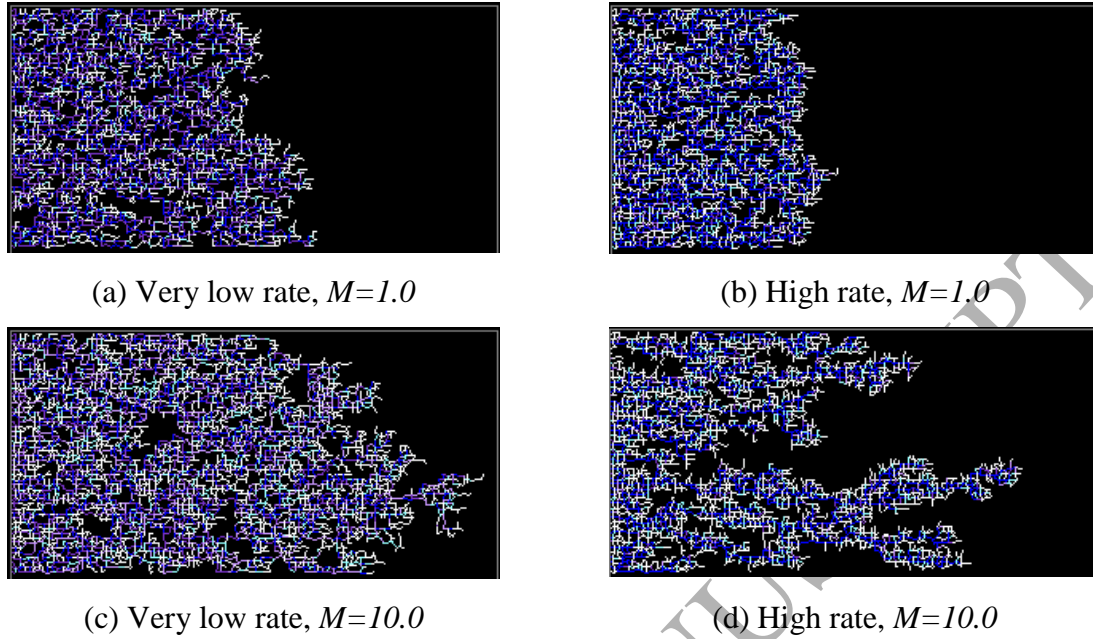 (a) Very low rate, M=1.0
(b) High rate, M=1.0
(c) Very low rate, M=10.0
(d) High rate, M=10.0